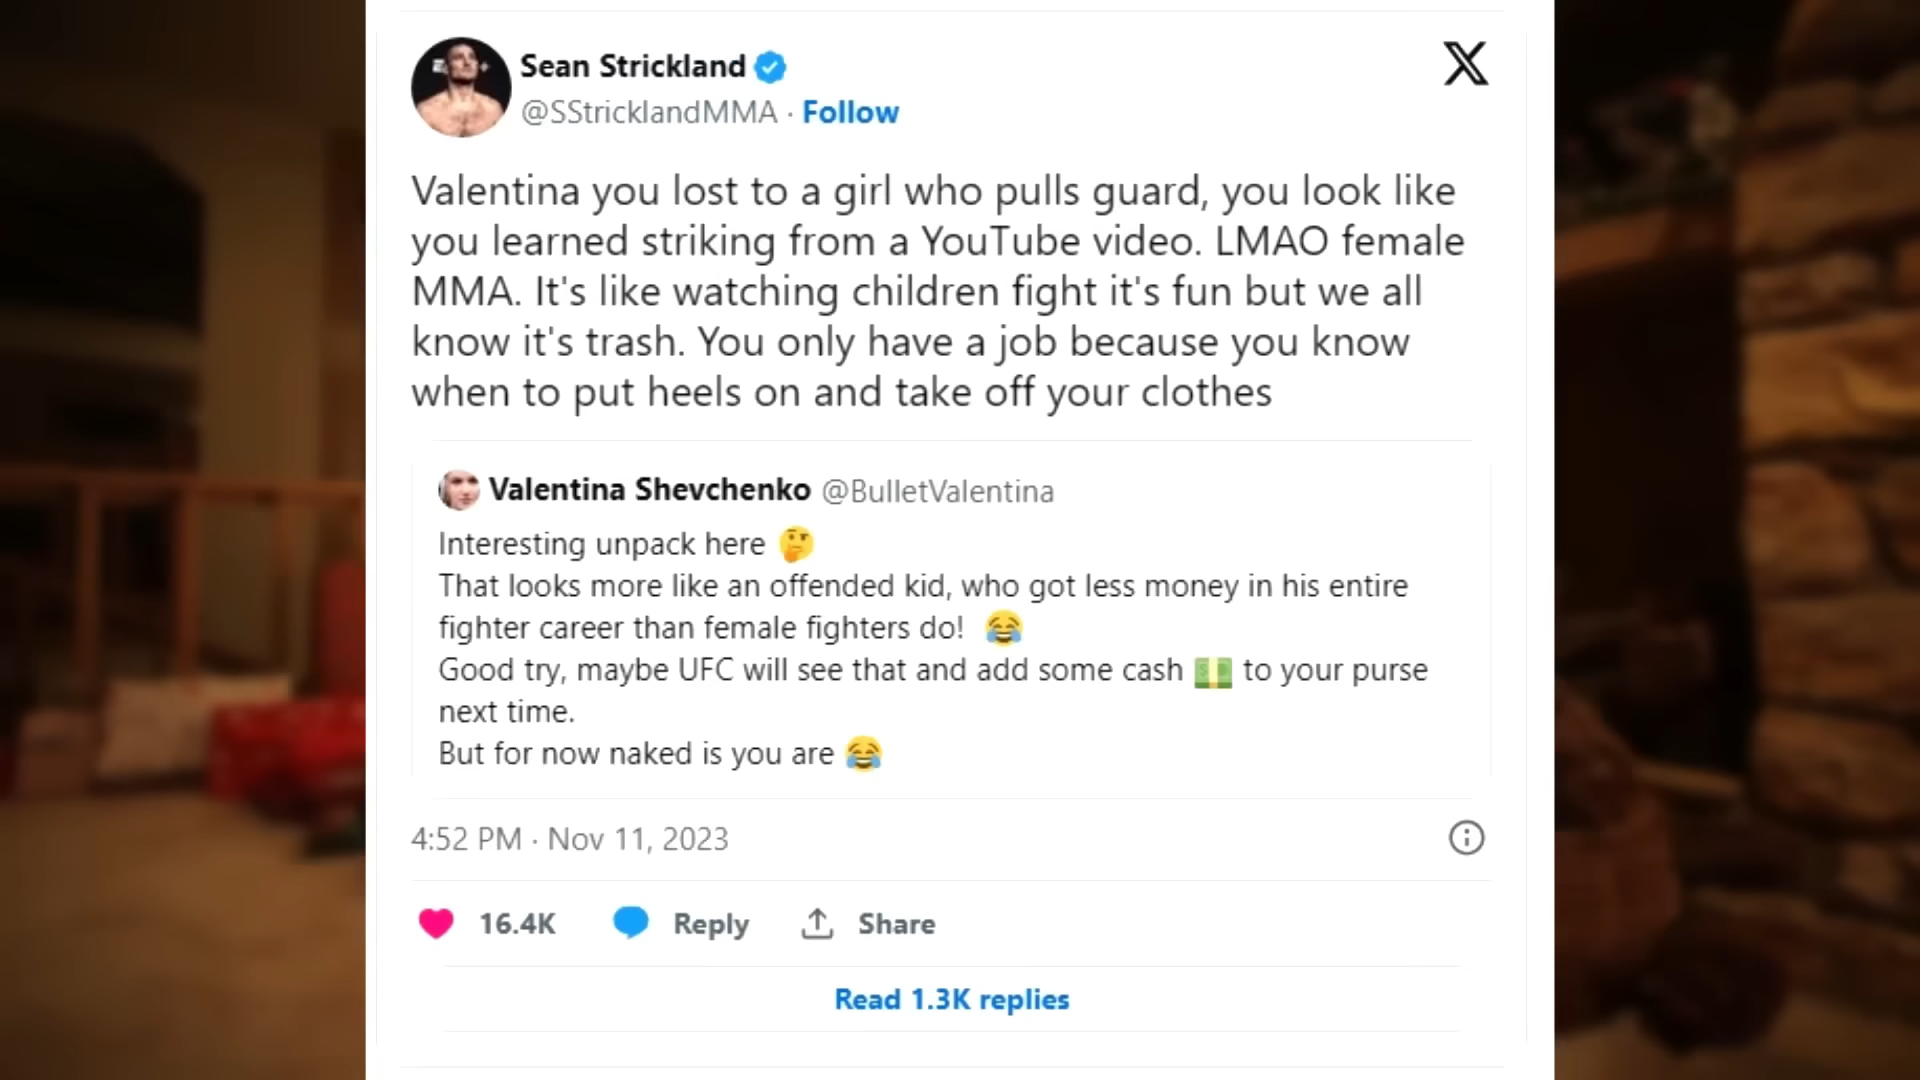 Sean Strickland
@SStricklandMMA · Follow
Valentina you lost to a girl who pulls guard, you look like
you learned striking from a YouTube video. LMAO female
MMA. It's like watching children fight it's fun but we all
know it's trash. You only have a job because you know
when to put heels on and take off your clothes
Valentina Shevchenko @BulletValentina
Interesting unpack here 🤔
That looks more like an offended kid, who got less money in his entire
fighter career than female fighters do! 😂
Good try, maybe UFC will see that and add some cash 💵 to your purse
next time.
But for now naked is you are 😂
4:52 PM · Nov 11, 2023
16.4K Reply Share
Read 1.3K replies